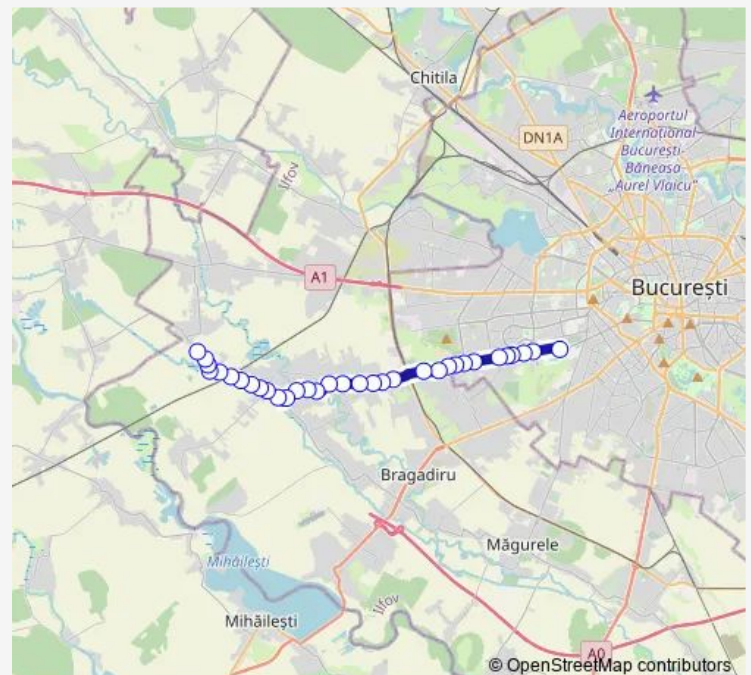 Chitila
DN1A
Aeroportul
Internațional
București-
Băneasa
„Aurel Vlaicu”
Ilfov
A1
București
Bragadiru
Măgurele
Mihăilești
Ilfov
Mihăilești
A0
© OpenStreetMap contributors